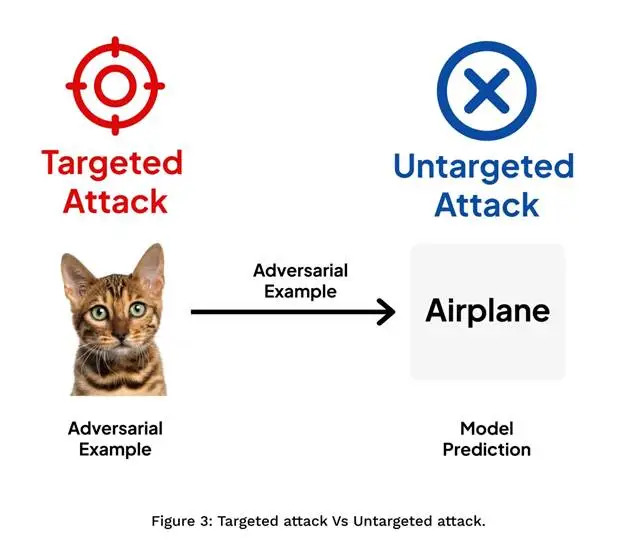 Targeted
Attack
Untargeted
Attack
Adversarial
Example
Airplane
Adversarial
Example
Model
Prediction
Figure 3: Targeted attack Vs Untargeted attack.